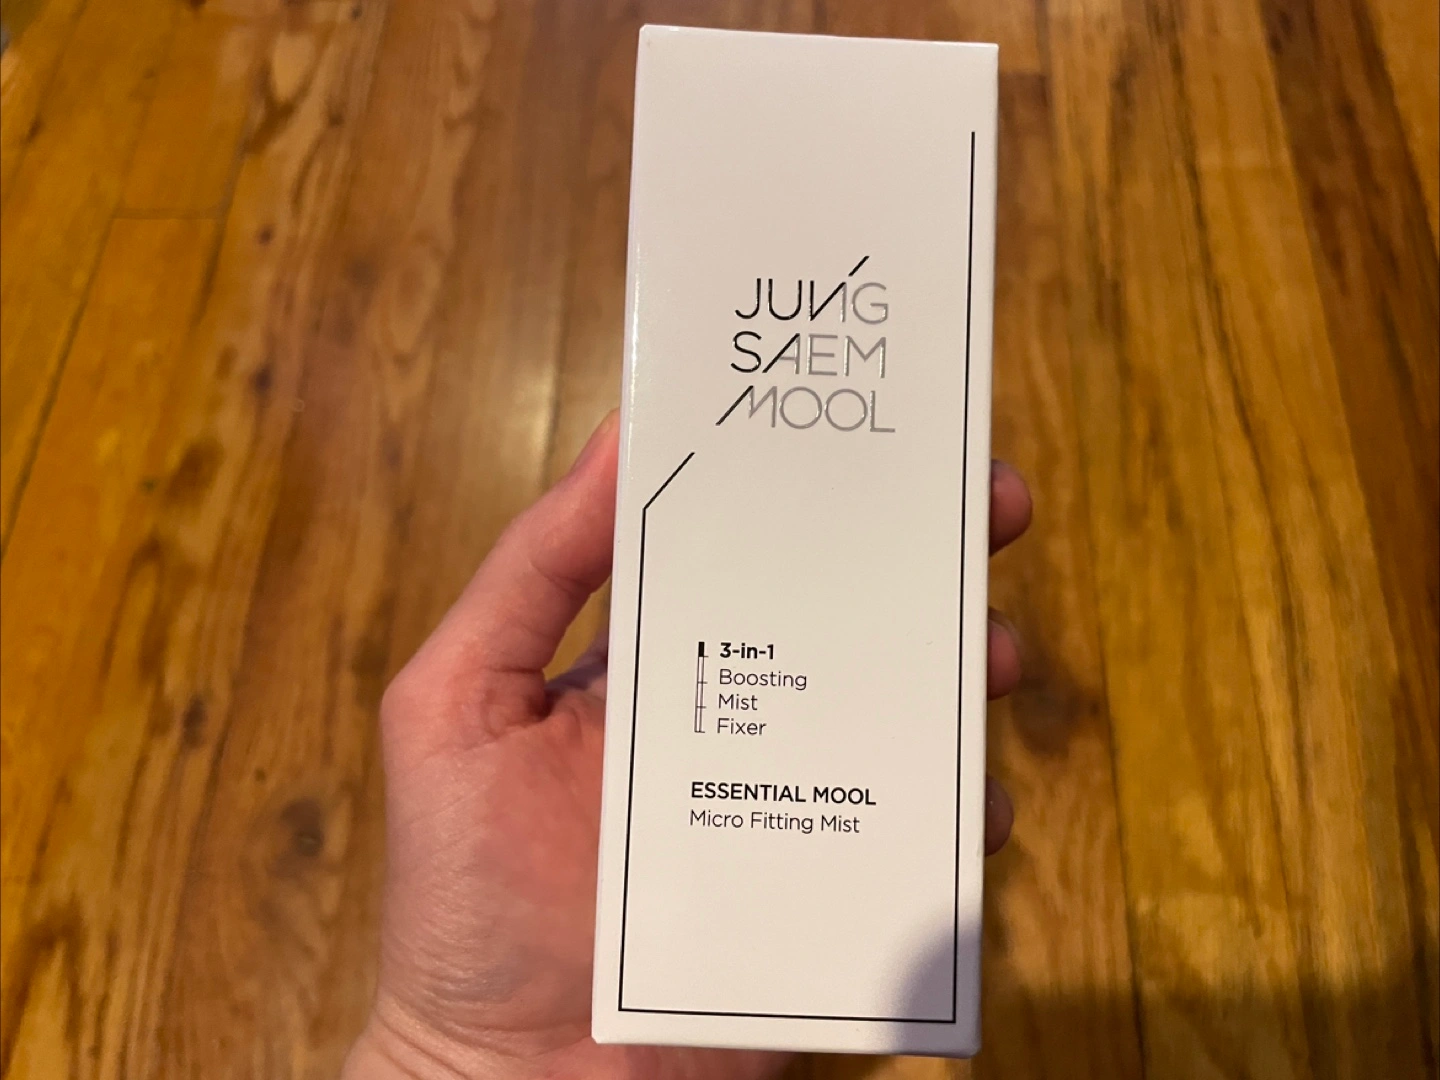 JUNG
SAEM
MOOL
3-in-1
Boosting
Mist
Fixer
ESSENTIAL MOOL
Micro Fitting Mist